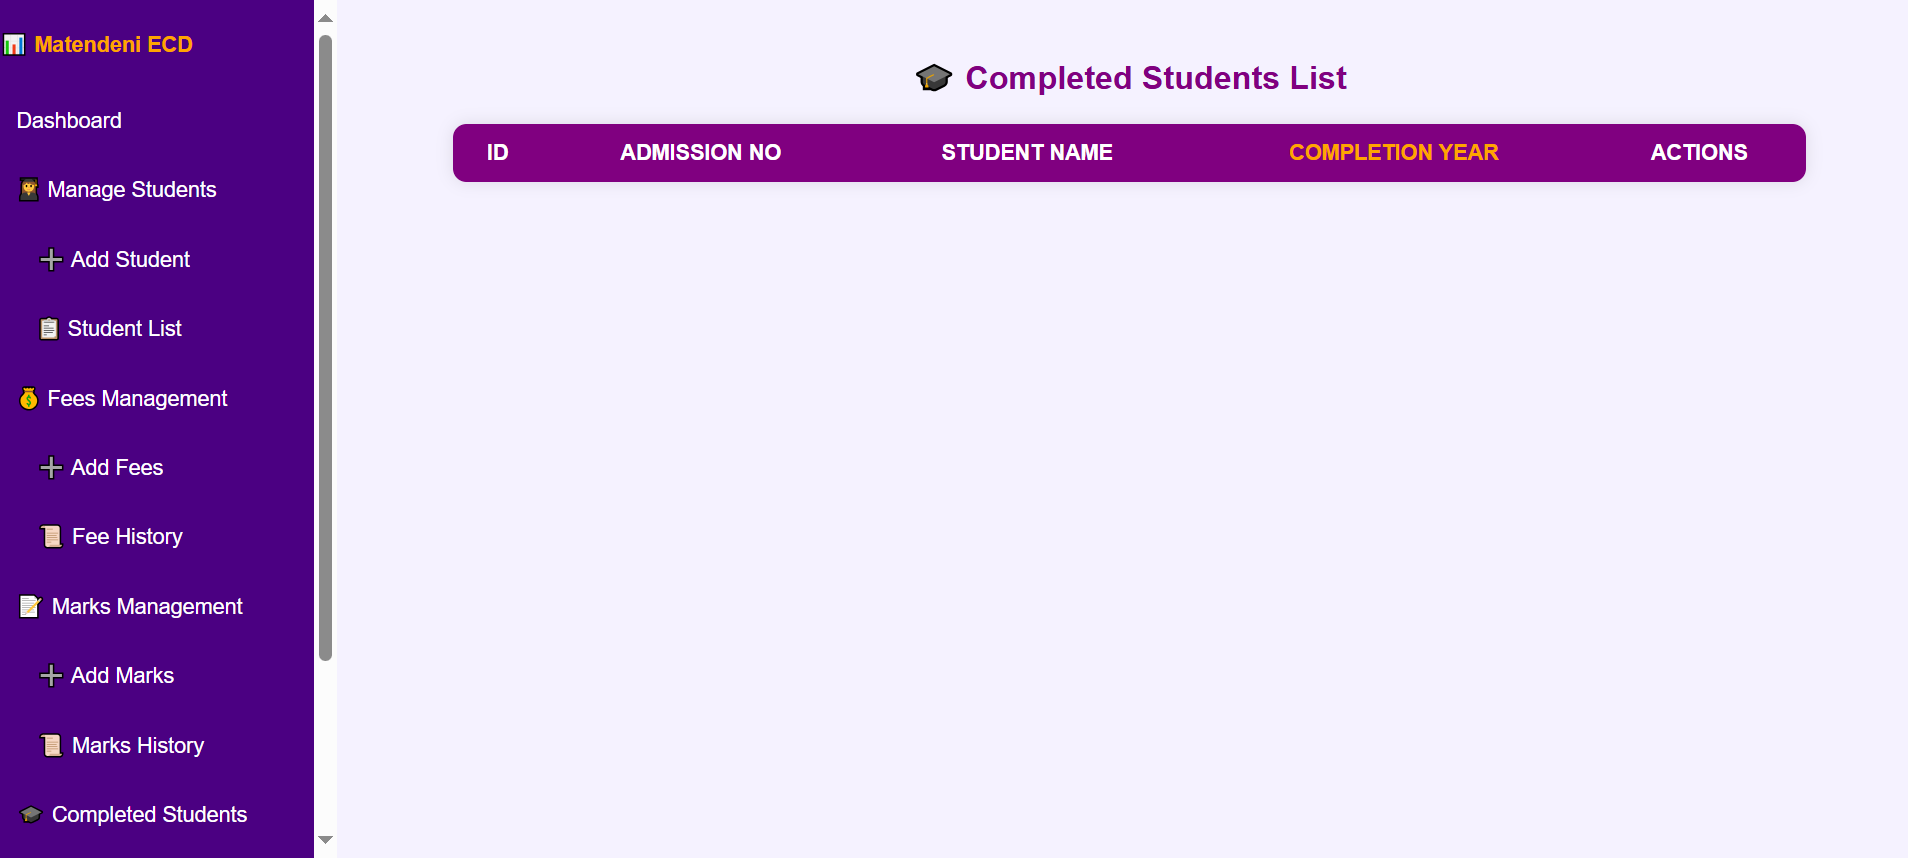 Matendeni ECD
Dashboard
Manage Students
Add Student
Student List
Fees Management
Add Fees
Fee History
Marks Management
Add Marks
Marks History
Completed Students
Completed Students List
ID ADMISSION NO STUDENT NAME COMPLETION YEAR ACTIONS